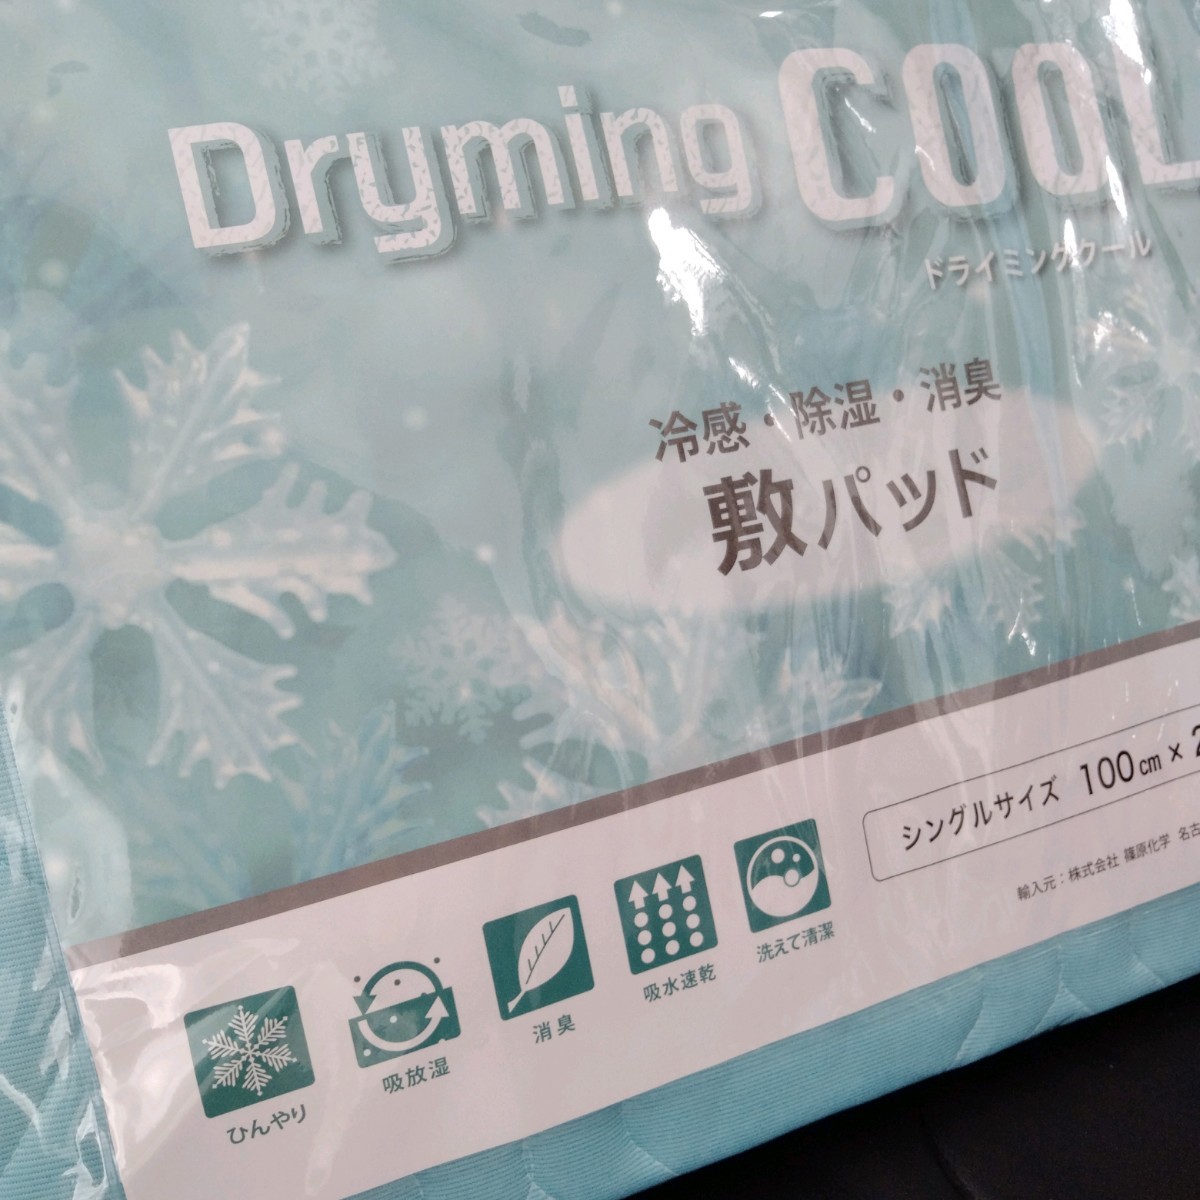 Dryming COOL
ドライミングクール
冷感・除湿・消臭
敷パッド
シングルサイズ 100cm × 2
輸入元：株式会社 篠原化学 名古
ひんやり
吸放湿
消臭
吸水速乾
洗えて清潔